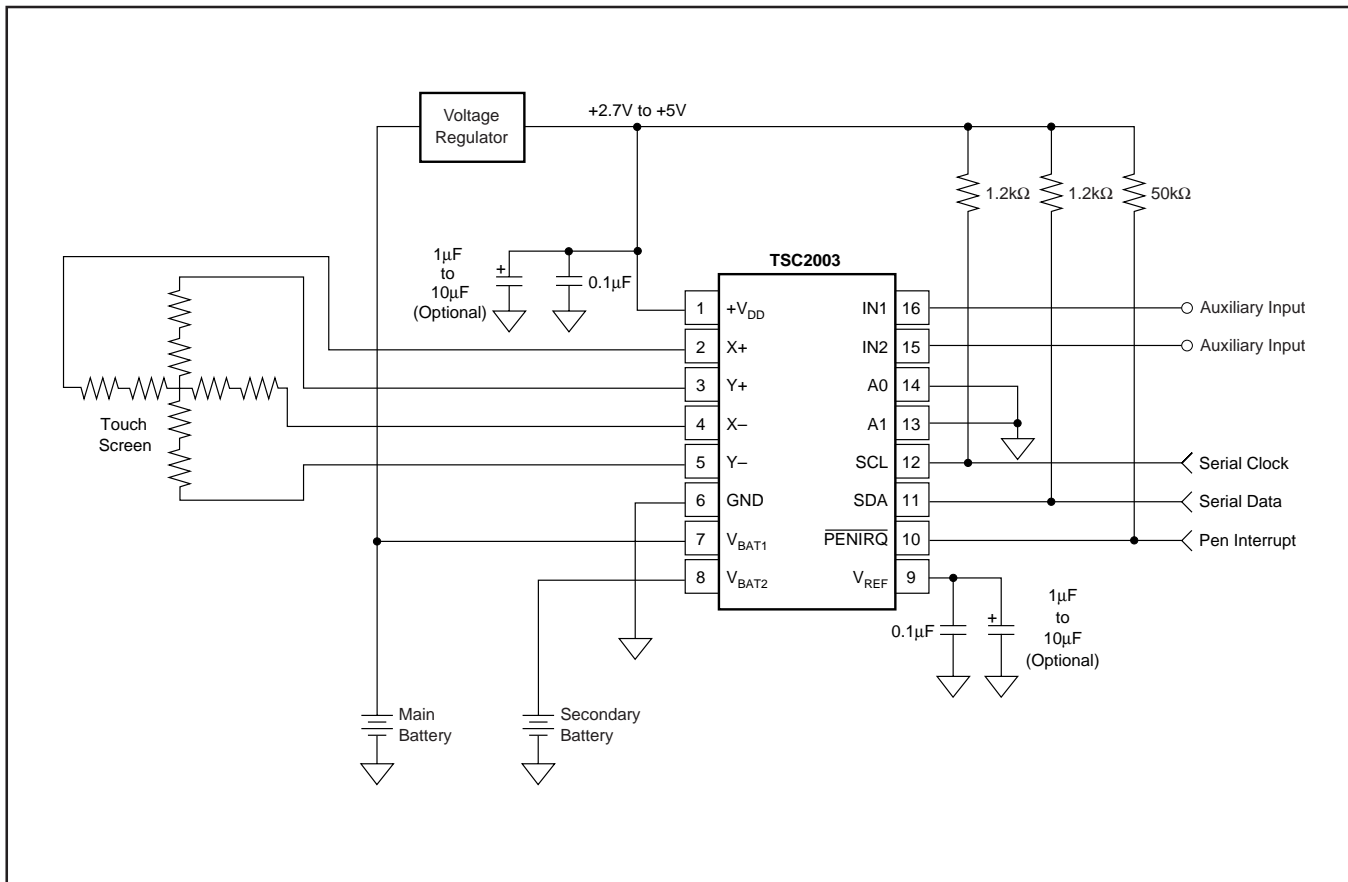 Voltage
Regulator
+2.7V to +5V
1.2kΩ
1.2kΩ
50kΩ
1µF
to
10µF
(Optional)
+
0.1µF
TSC2003
1
+VDD
2
X+
3
Y+
4
X–
5
Y–
6
GND
7
VBAT1
8
VBAT2
IN1
16
IN2
15
A0
14
A1
13
SCL
12
SDA
11
PENIRQ
10
VREF
9
Auxiliary Input
Auxiliary Input
Serial Clock
Serial Data
Pen Interrupt
Touch
Screen
0.1µF
+
1µF
to
10µF
(Optional)
Main
Battery
Secondary
Battery